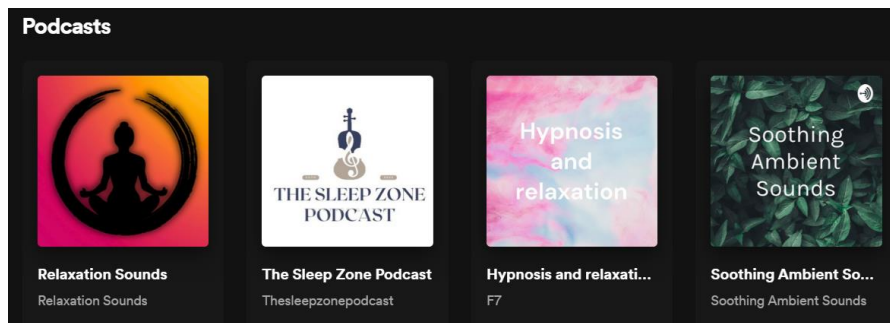 Podcasts
THE SLEEP ZONE
PODCAST
Hypnosis
and
relaxation
Soothing
Ambient
Sounds
Relaxation Sounds
Relaxation Sounds
The Sleep Zone Podcast
Thesleepzonepodcast
Hypnosis and relaxati...
F7
Soothing Ambient So...
Soothing Ambient Sounds